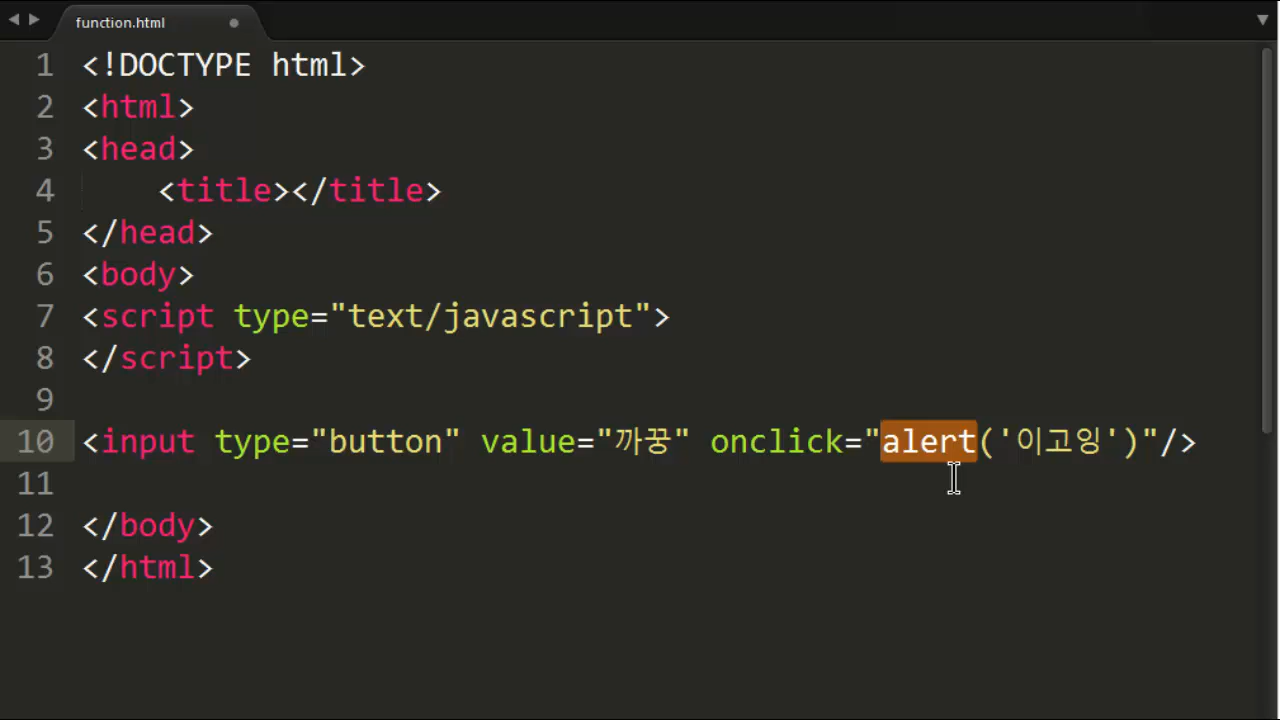 function.html
1 <!DOCTYPE html>
2 <html>
3 <head>
4     <title></title>
5 </head>
6 <body>
7 <script type="text/javascript">
8 </script>
9
10 <input type="button" value="까꿍" onclick="alert('이고잉')"/>
11
12 </body>
13 </html>